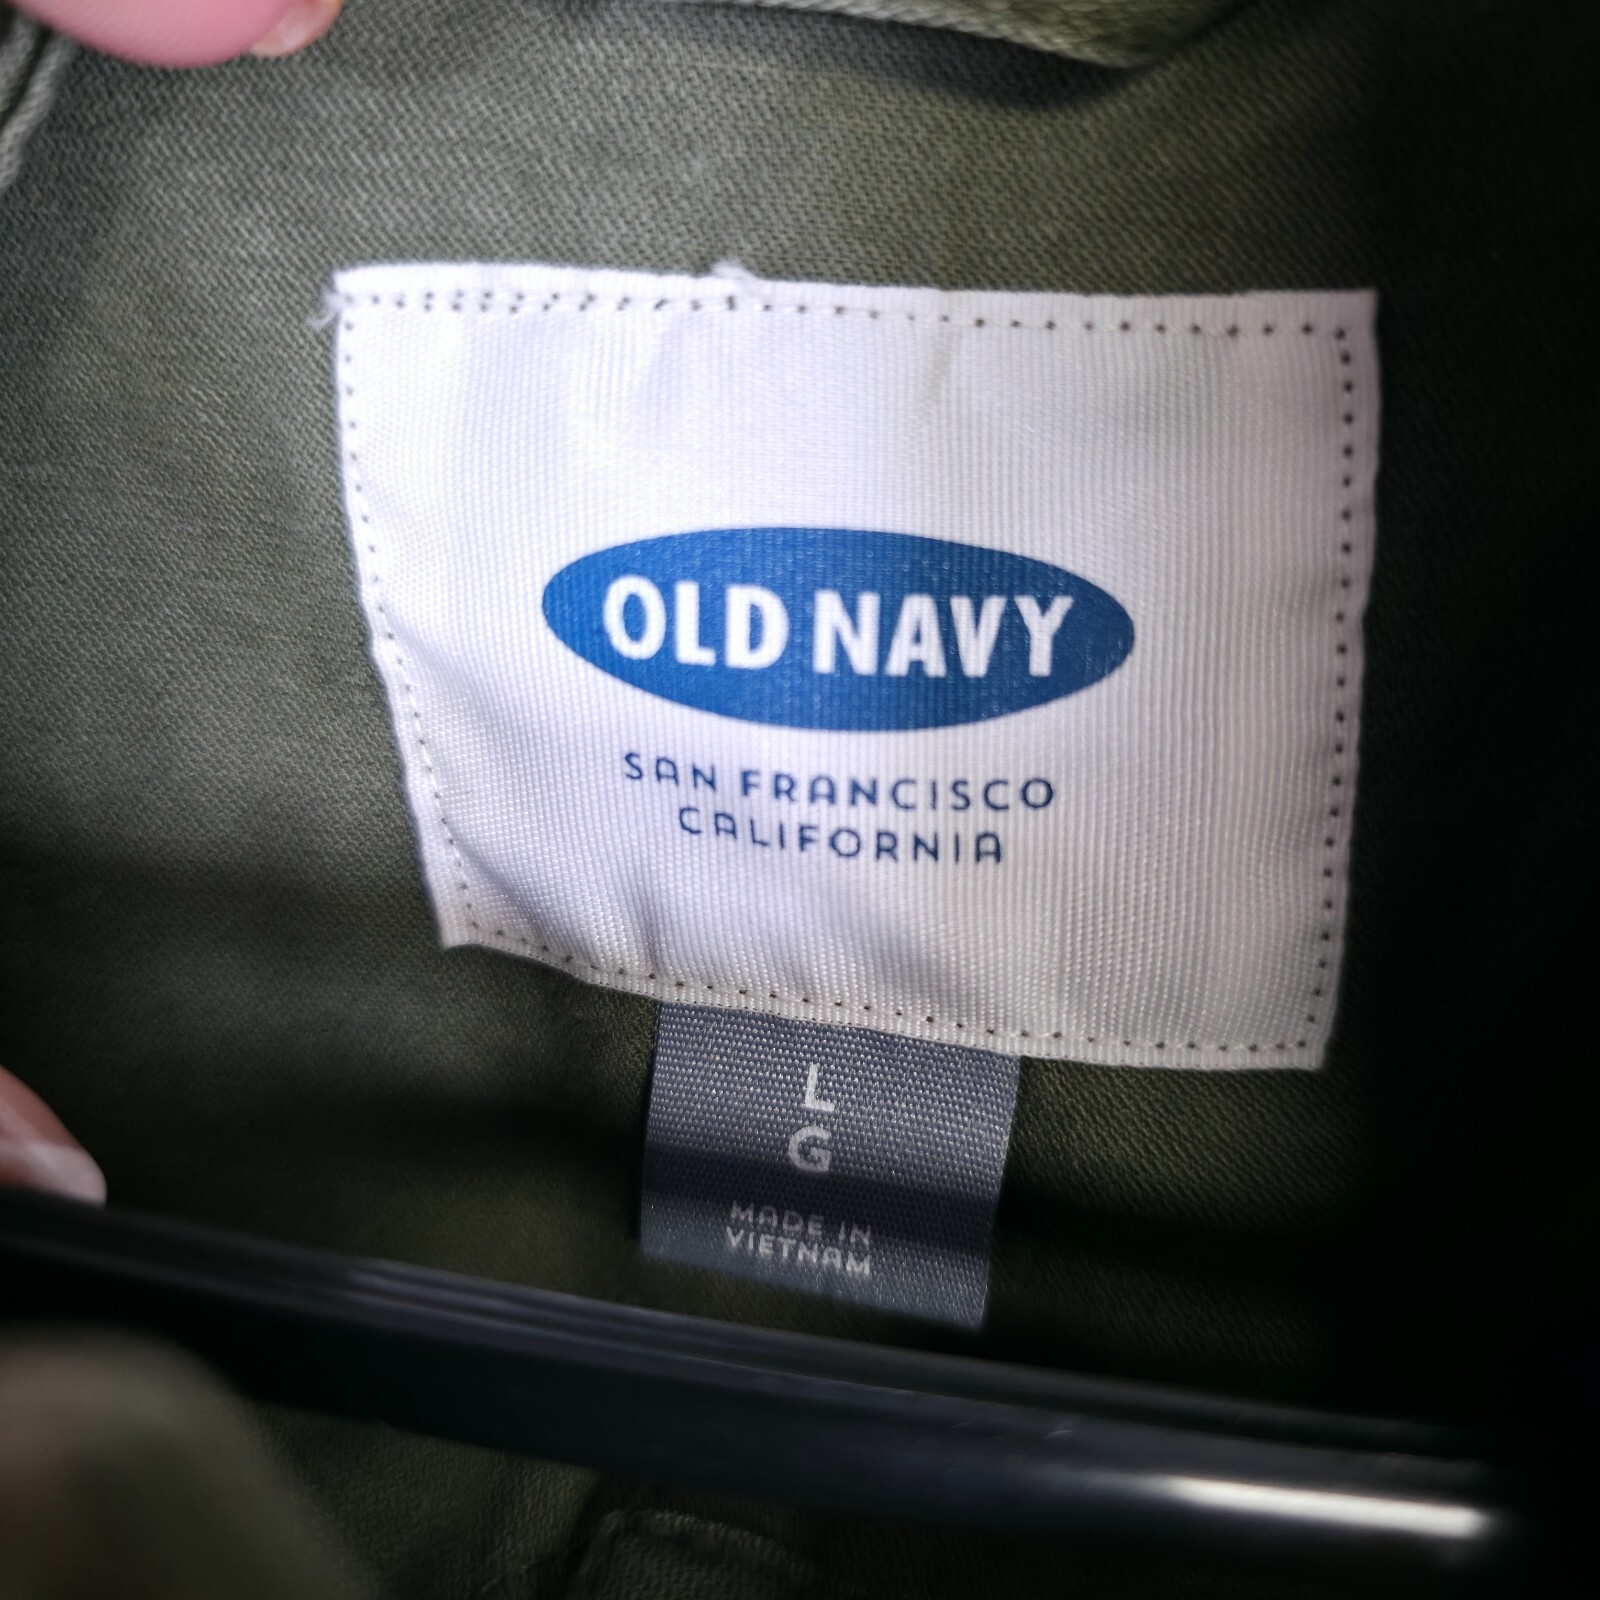 OLD NAVY
SAN FRANCISCO
CALIFORNIA
L
G
MADE IN
VIETNAM